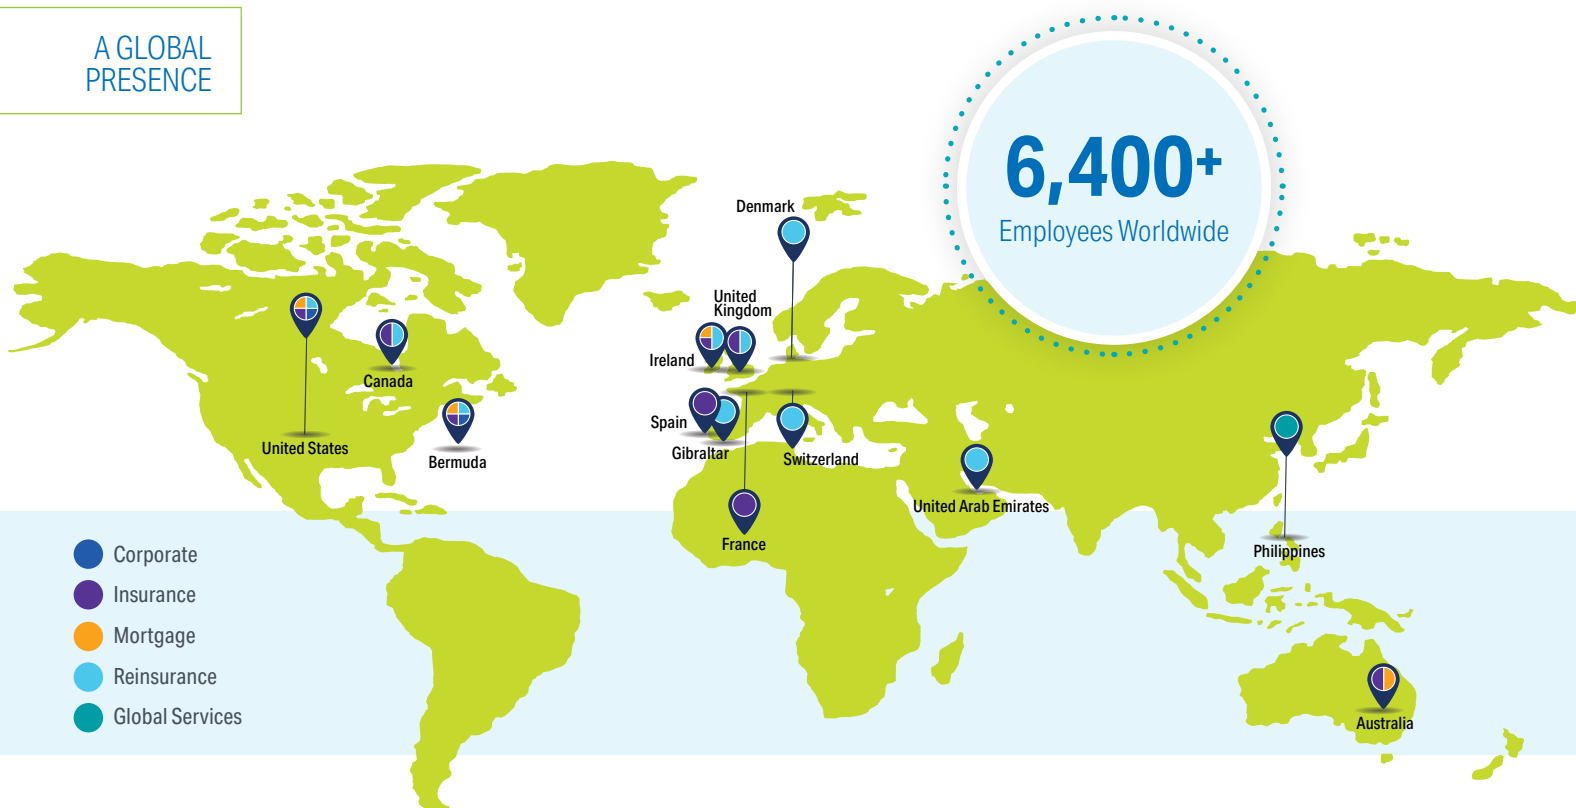 A GLOBAL
PRESENCE
6,400+
Employees Worldwide
Denmark
United
Kingdom
Ireland
Canada
Spain
United States
Gibraltar
Switzerland
Bermuda
United Arab Emirates
France
Philippines
Corporate
Insurance
Mortgage
Reinsurance
Global Services
Australia